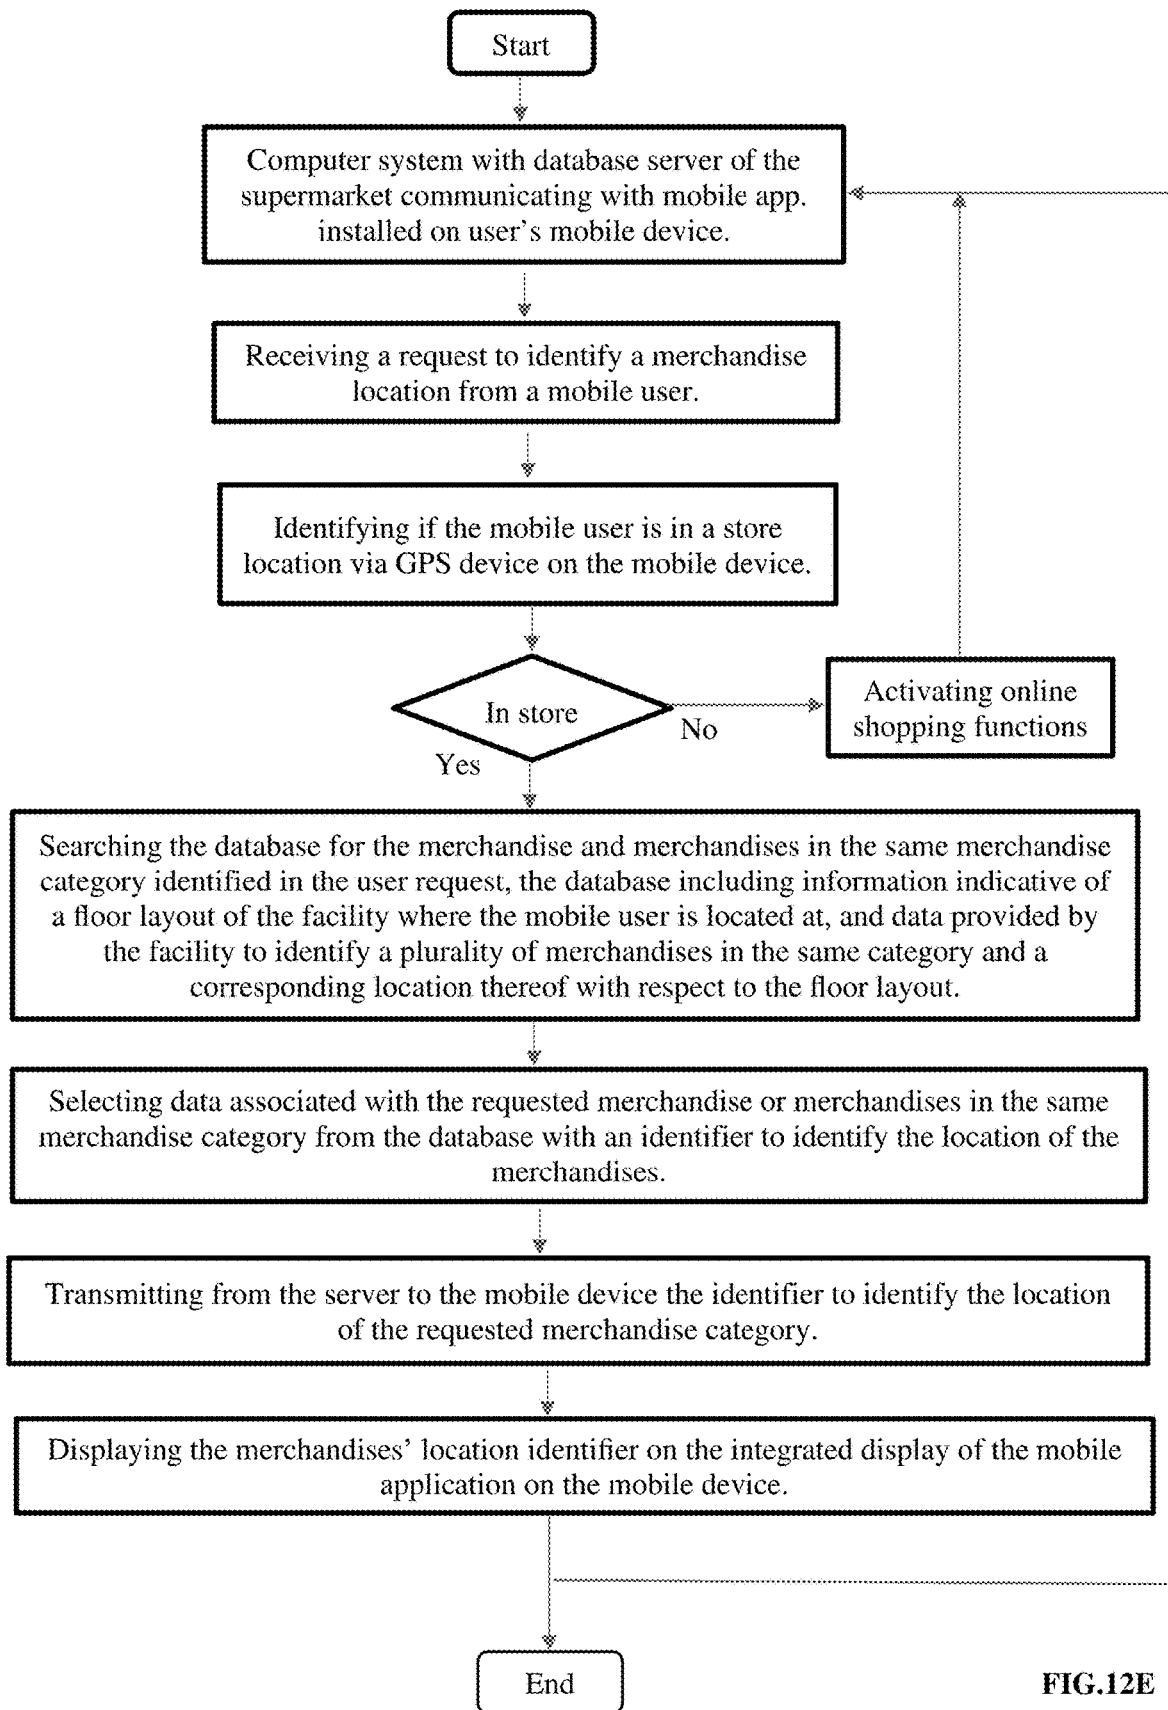 Start
Computer system with database server of the
supermarket communicating with mobile app.
installed on user's mobile device.
Receiving a request to identify a merchandise
location from a mobile user.
Identifying if the mobile user is in a store
location via GPS device on the mobile device.
In store
No
Yes
Activating online
shopping functions
Searching the database for the merchandise and merchandises in the same merchandise
category identified in the user request, the database including information indicative of
a floor layout of the facility where the mobile user is located at, and data provided by
the facility to identify a plurality of merchandises in the same category and a
corresponding location thereof with respect to the floor layout.
Selecting data associated with the requested merchandise or merchandises in the same
merchandise category from the database with an identifier to identify the location of the
merchandises.
Transmitting from the server to the mobile device the identifier to identify the location
of the requested merchandise category.
Displaying the merchandises' location identifier on the integrated display of the mobile
application on the mobile device.
End
FIG.12E